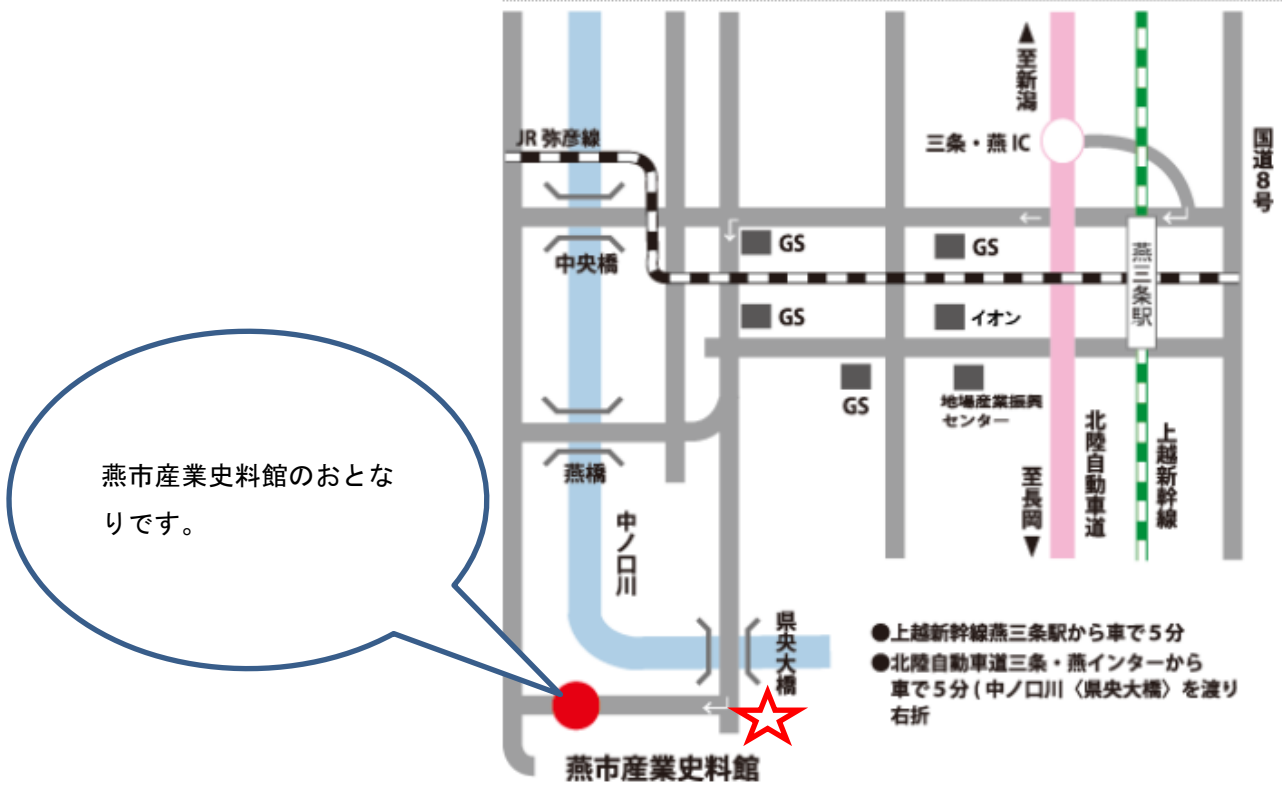 ▲至新潟
JR 弥彦線
三条・燕 IC
国道8号
GS
GS
中央橋
燕三条駅
GS
イオン
GS
地場産業振興
センター
北陸自動車道
上越新幹線
燕市産業史料館のおとな
りです。
燕橋
至長岡▼
中ノ口川
県央大橋
●上越新幹線燕三条駅から車で5分
●北陸自動車道三条・燕インターから
車で5分(中ノ口川〈県央大橋〉を渡り
右折
燕市産業史料館